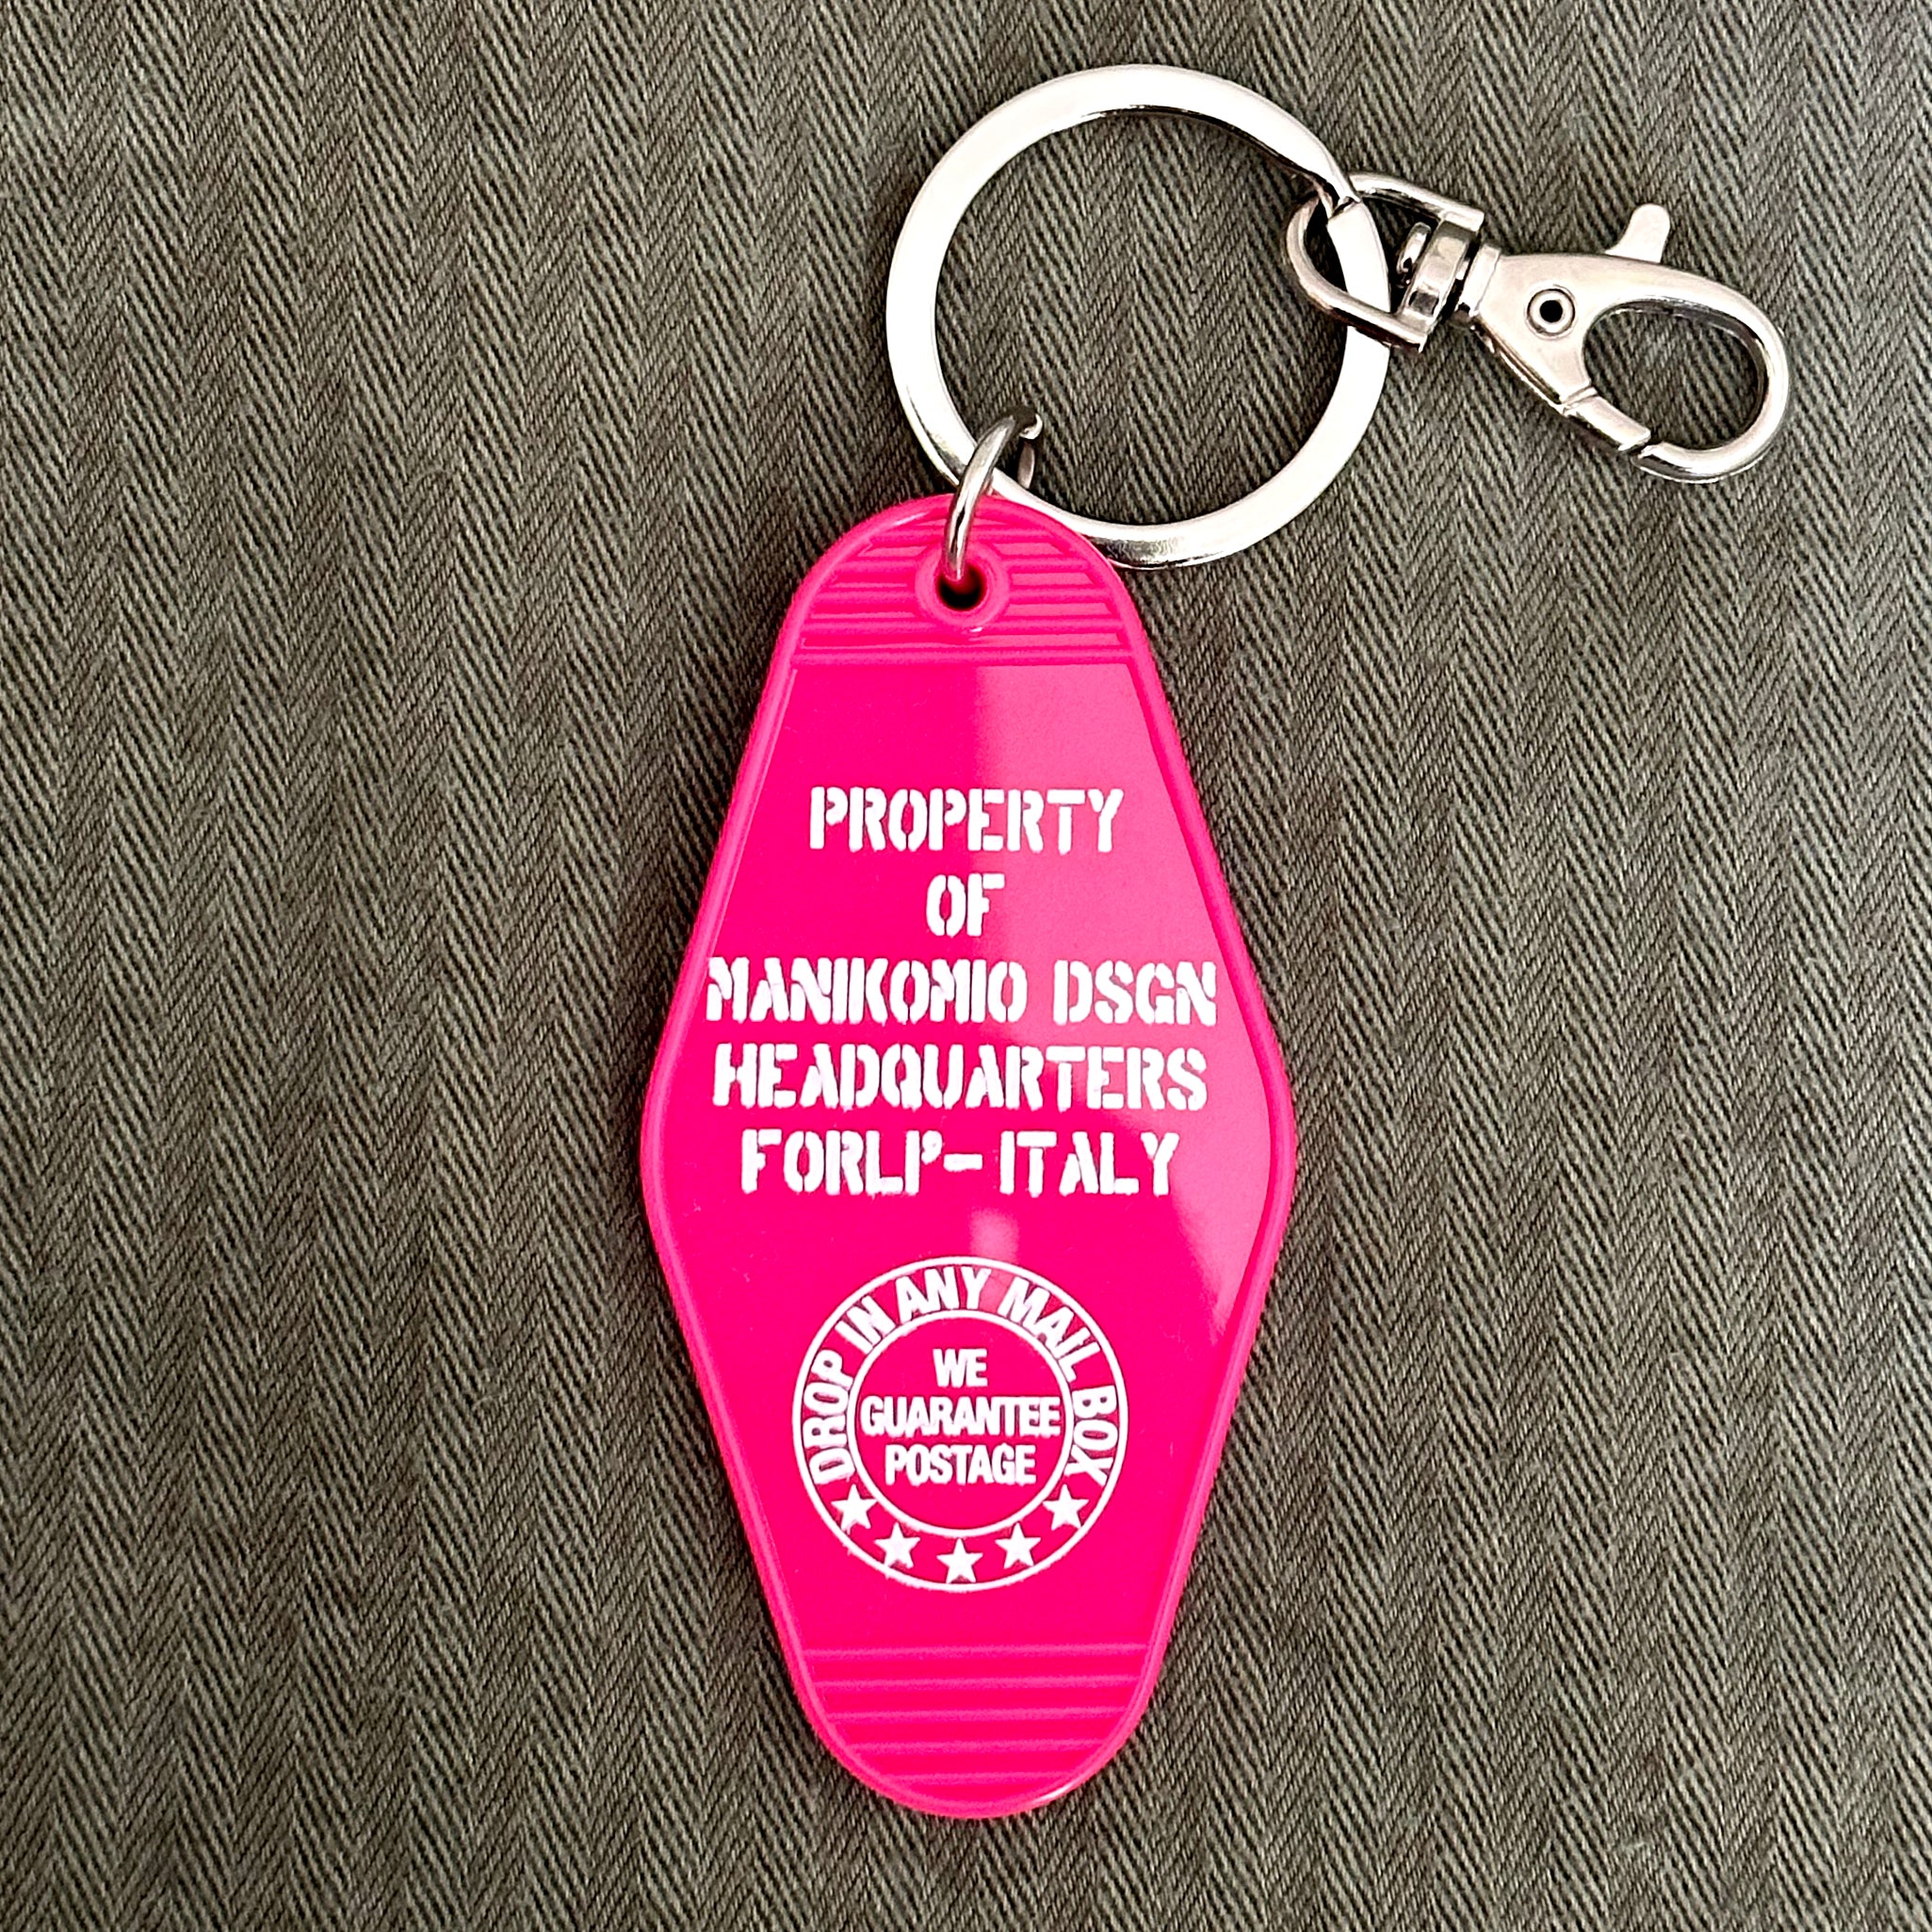 PROPERTY
OF
MANIKOMIO DSGN
HEADQUARTERS
FORLI'-ITALY
DROP IN ANY MAIL BOX
WE
GUARANTEE
POSTAGE